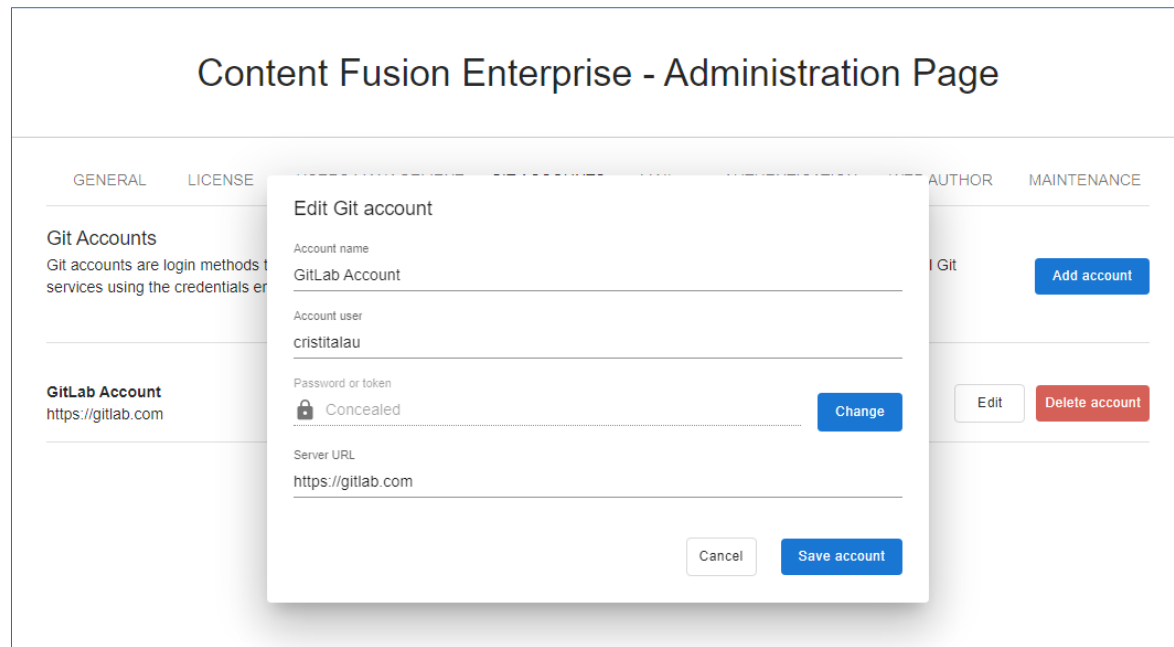 Content Fusion Enterprise - Administration Page
GENERAL LICENSE AUTHOR MAINTENANCE
Edit Git account
Git Accounts
Git accounts are login methods
services using the credentials
Git
Add account
Account name
GitLab Account
Account user
cristitalau
GitLab Account
https://gitlab.com
Password or token
Concealed
Change
Edit
Delete account
Server URL
https://gitlab.com
Cancel
Save account